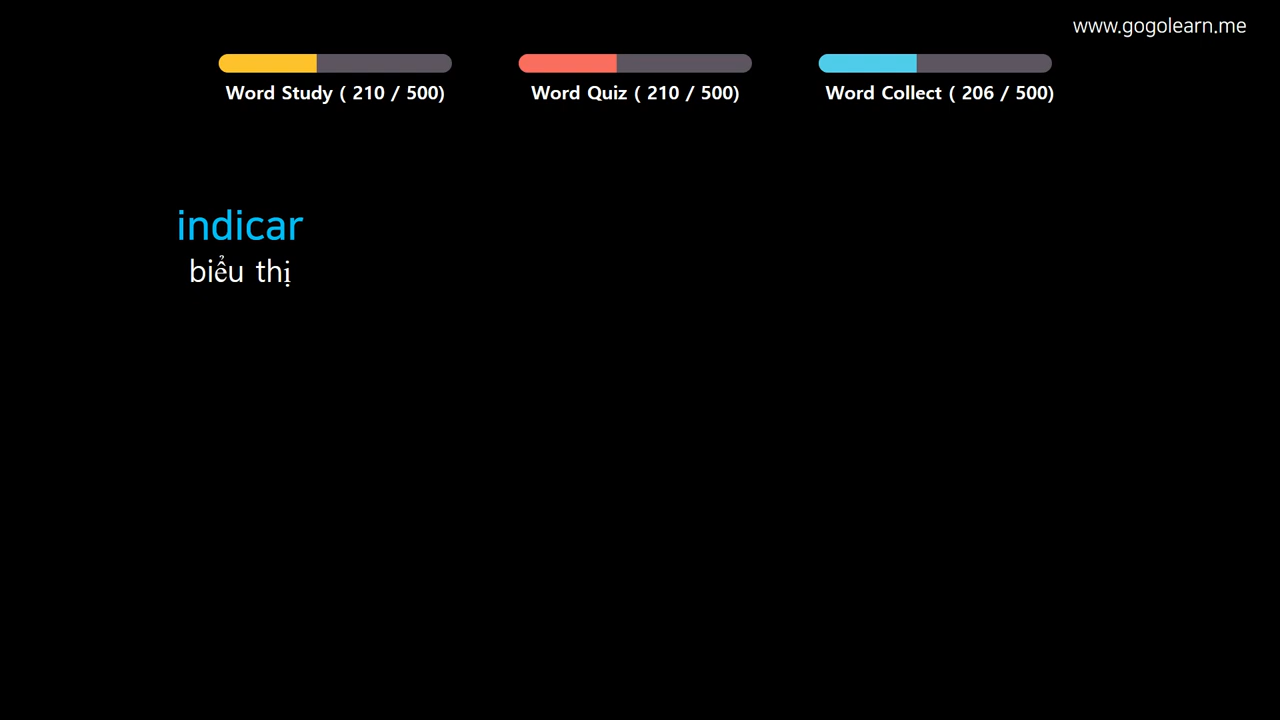 www.gogolearn.me
Word Study ( 210 / 500)
Word Quiz ( 210 / 500)
Word Collect ( 206 / 500)
indicar
biểu thị